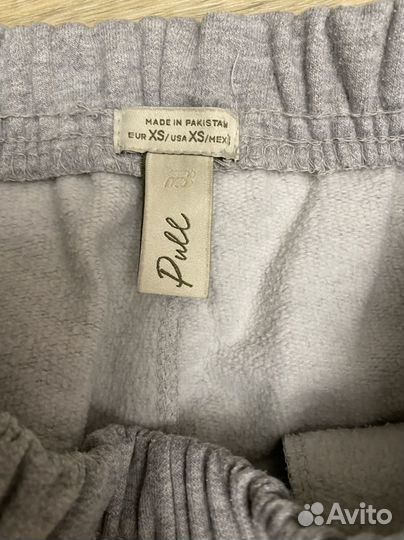 MADE IN PAKISTAN
EUR XS/USA XS/MEX
Pull
Avito